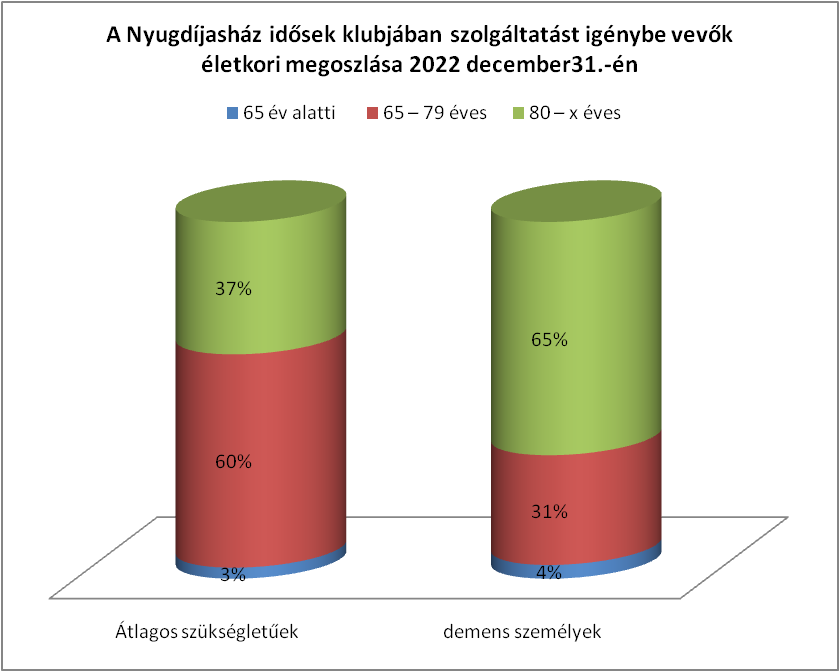 A Nyugdíjasház idősek klubjában szolgáltatást igénybe vevők
életkori megoszlása 2022 december31.-én
65 év alatti 65 – 79 éves 80 – x éves
37%
65%
60%
31%
3%
4%
Átlagos szükségletűek demens személyek